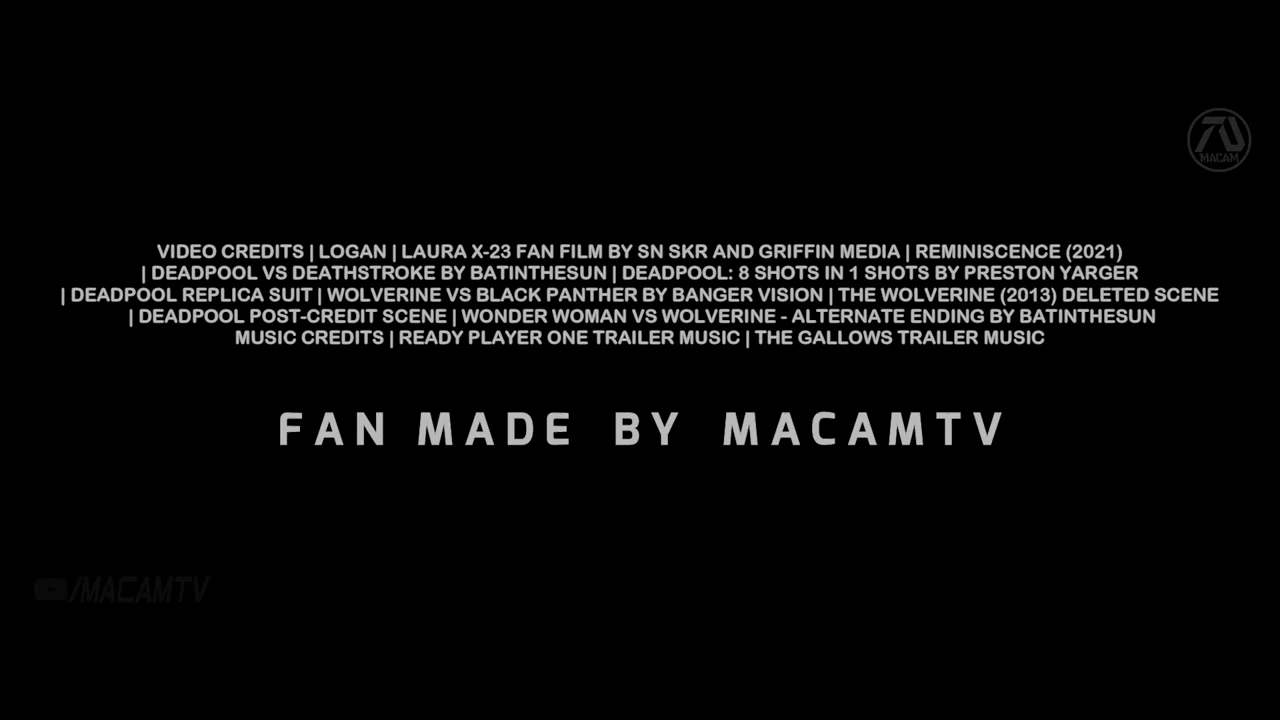 MACAM
VIDEO CREDITS | LOGAN | LAURA X-23 FAN FILM BY SN SKR AND GRIFFIN MEDIA | REMINISCENCE (2021)
| DEADPOOL VS DEATHSTROKE BY BATINTHESUN | DEADPOOL: 8 SHOTS IN 1 SHOTS BY PRESTON YARGER
| DEADPOOL REPLICA SUIT | WOLVERINE VS BLACK PANTHER BY BANGER VISION | THE WOLVERINE (2013) DELETED SCENE
| DEADPOOL POST-CREDIT SCENE | WONDER WOMAN VS WOLVERINE - ALTERNATE ENDING BY BATINTHESUN
MUSIC CREDITS | READY PLAYER ONE TRAILER MUSIC | THE GALLOWS TRAILER MUSIC
FAN MADE BY MACAMTV
/MACAMTV